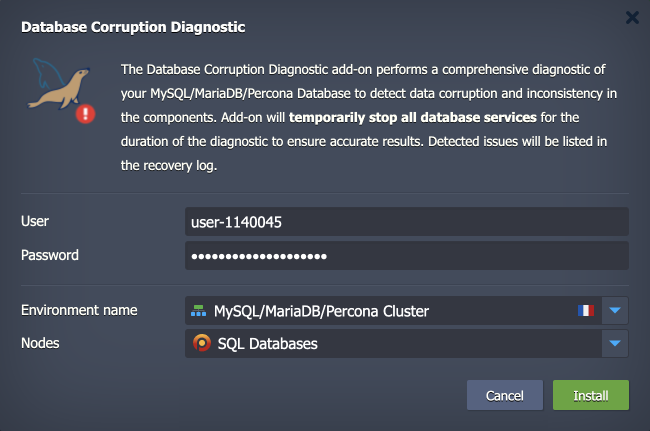 Database Corruption Diagnostic
The Database Corruption Diagnostic add-on performs a comprehensive diagnostic of
your MySQL/MariaDB/Percona Database to detect data corruption and inconsistency in
the components. Add-on will temporarily stop all database services for the
duration of the diagnostic to ensure accurate results. Detected issues will be listed in
the recovery log.
User
user-1140045
Password
••••••••••••••••••••
Environment name
MySQL/MariaDB/Percona Cluster
Nodes
SQL Databases
Cancel
Install